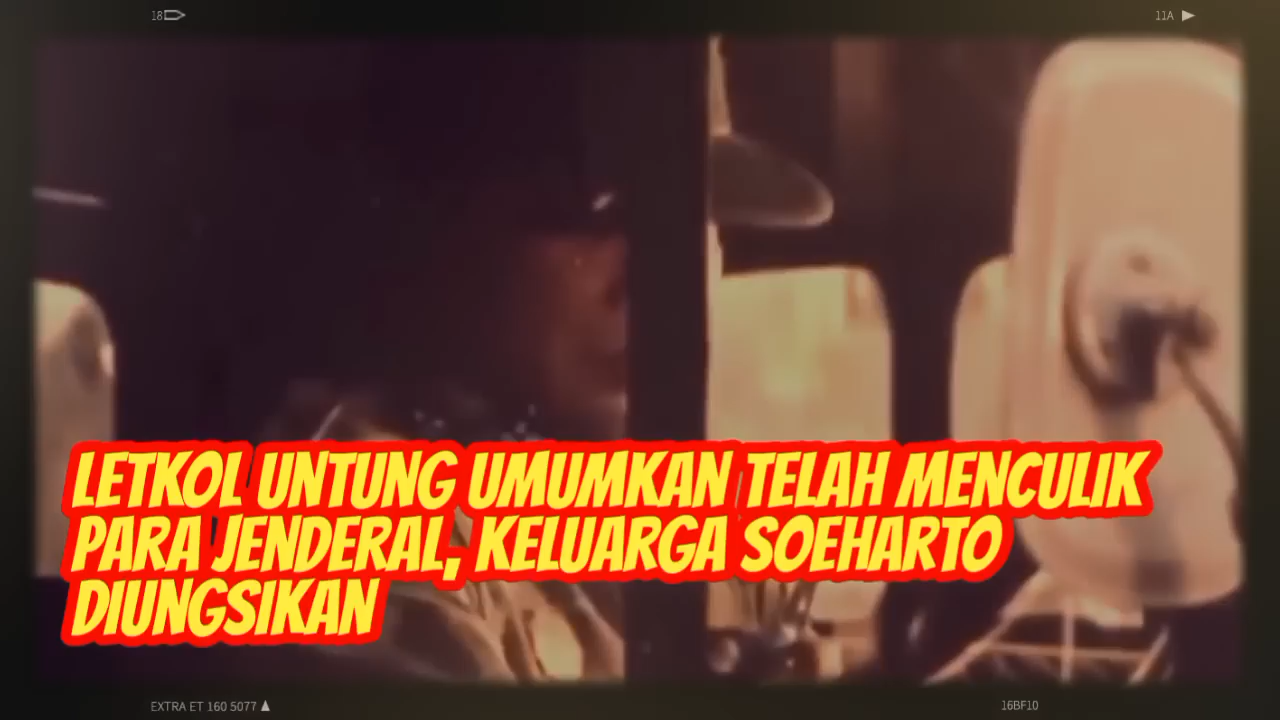 18
11A
LETKOL UNTUNG UMUMKAN TELAH MENCULIK
PARA JENDERAL, KELUARGA SOEHARTO
DIUNGSIKAN
EXTRA ET 160 5077
16BF10